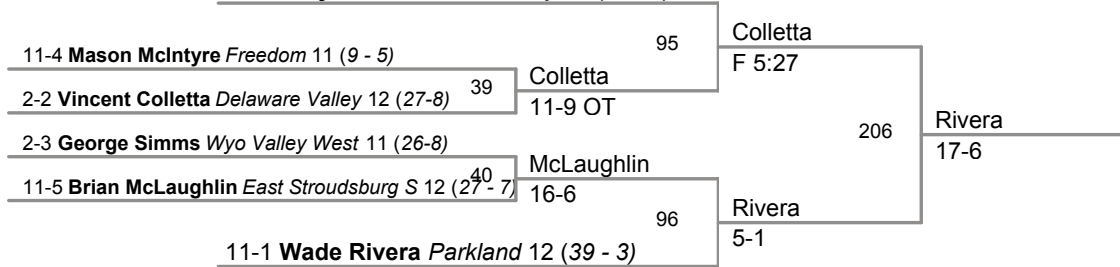 95
Colletta
F 5:27
11-4 Mason McIntyre Freedom 11 (9 - 5)
39
Colletta
11-9 OT
2-2 Vincent Colletta Delaware Valley 12 (27-8)
206
Rivera
17-6
2-3 George Simms Wyo Valley West 11 (26-8)
40
McLaughlin
16-6
11-5 Brian McLaughlin East Stroudsburg S 12 (27 - 7)
96
Rivera
5-1
11-1 Wade Rivera Parkland 12 (39 - 3)